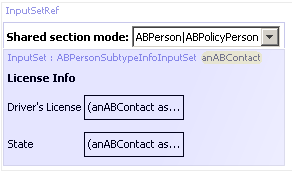 InputSetRef
Shared section mode: ABPerson|ABPolicyPerson
InputSet : ABPersonSubtypeInfoInputSet anABContact
License Info
Driver's License (anABContact as...
State (anABContact as...